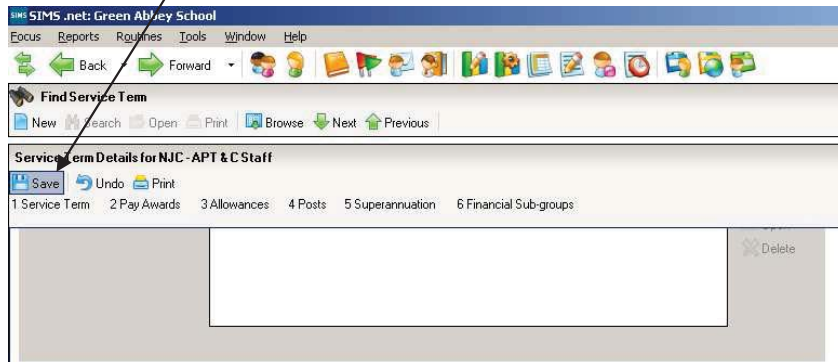 SIMS SIMS .net: Green Abbey School
Focus Reports Routines Tools Window Help
Back Forward
Find Service Term
New Search Open Print Browse Next Previous
Service Term Details for NJC - APT & C Staff
Save Undo Print
1 Service Term 2 Pay Awards 3 Allowances 4 Posts 5 Superannuation 6 Financial Sub-groups
Open
Delete